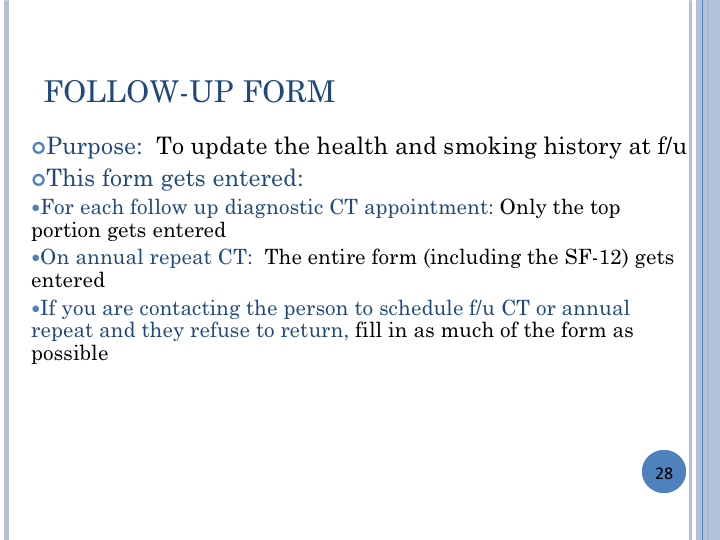 FOLLOW-UP FORM
Purpose:  To update the health and smoking history at f/u
This form gets entered:
•For each follow up diagnostic CT appointment: Only the top
portion gets entered
•On annual repeat CT:  The entire form (including the SF-12) gets
entered
•If you are contacting the person to schedule f/u CT or annual
repeat and they refuse to return, fill in as much of the form as
possible
28